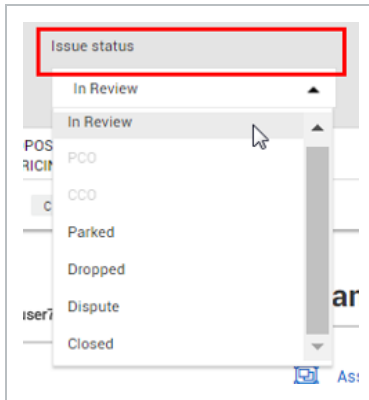 Issue status
In Review
In Review
PCO
CCO
Parked
Dropped
Dispute
Closed